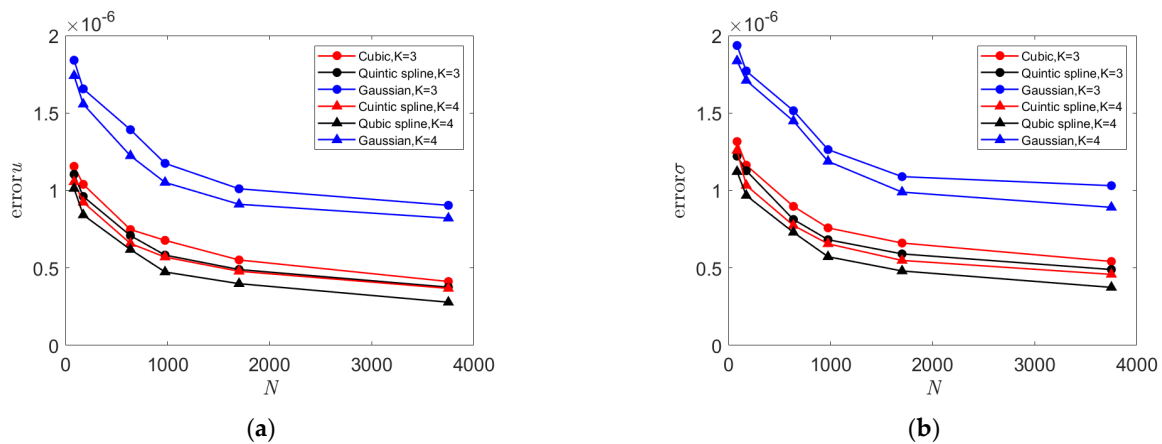 ×10⁻⁶
2
1.5
1
0.5
0
error u
0 1000 2000 3000 4000
N
Cubic,K=3
Quintic spline,K=3
Gaussian,K=3
Cuintic spline,K=4
Qubic spline,K=4
Gaussian,K=4
(a)
×10⁻⁶
2
1.5
1
0.5
0
error σ
0 1000 2000 3000 4000
N
Cubic,K=3
Quintic spline,K=3
Gaussian,K=3
Cuintic spline,K=4
Qubic spline,K=4
Gaussian,K=4
(b)